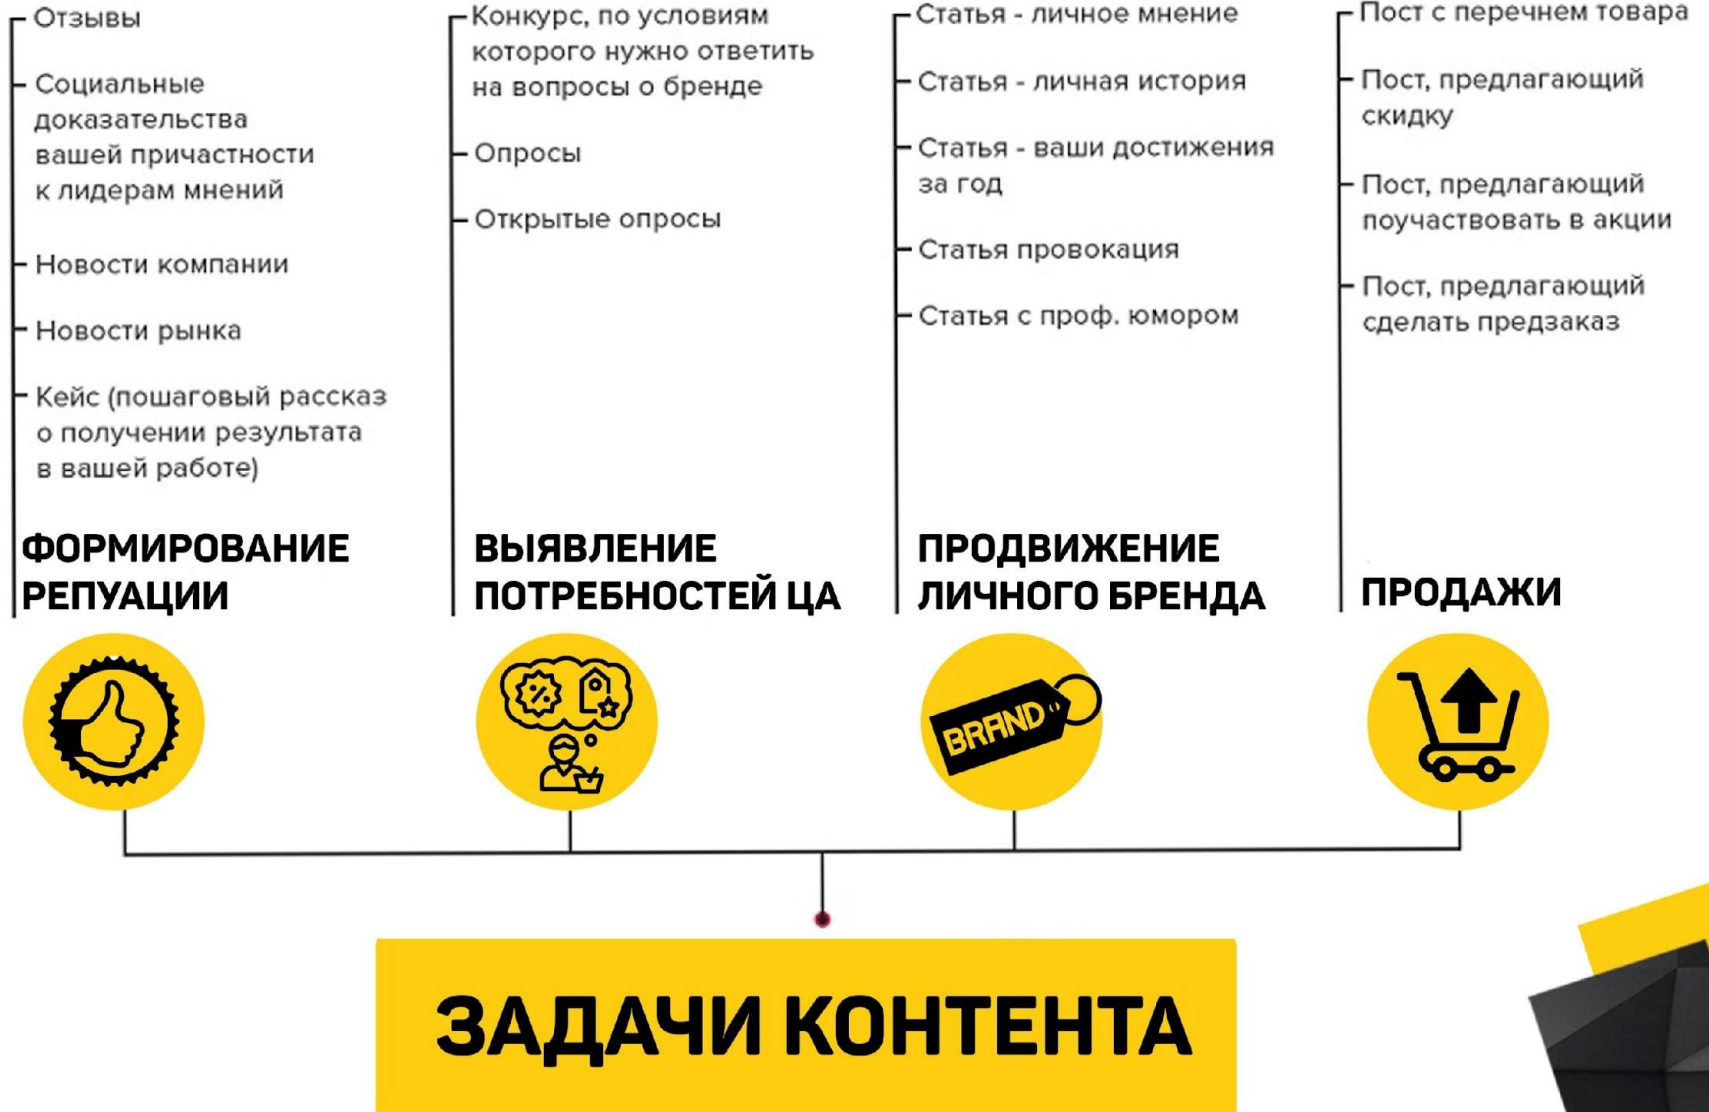 Отзывы
Социальные
доказательства
вашей причастности
к лидерам мнений
Новости компании
Новости рынка
Кейс (пошаговый рассказ
о получении результата
в вашей работе)
ФОРМИРОВАНИЕ
РЕПУАЦИИ
Конкурс, по условиям
которого нужно ответить
на вопросы о бренде
Опросы
Открытые опросы
ВЫЯВЛЕНИЕ
ПОТРЕБНОСТЕЙ ЦА
Статья - личное мнение
Статья - личная история
Статья - ваши достижения
за год
Статья провокация
Статья с проф. юмором
ПРОДВИЖЕНИЕ
ЛИЧНОГО БРЕНДА
BRAND
Пост с перечнем товара
Пост, предлагающий
скидку
Пост, предлагающий
поучаствовать в акции
Пост, предлагающий
сделать предзаказ
ПРОДАЖИ
ЗАДАЧИ КОНТЕНТА